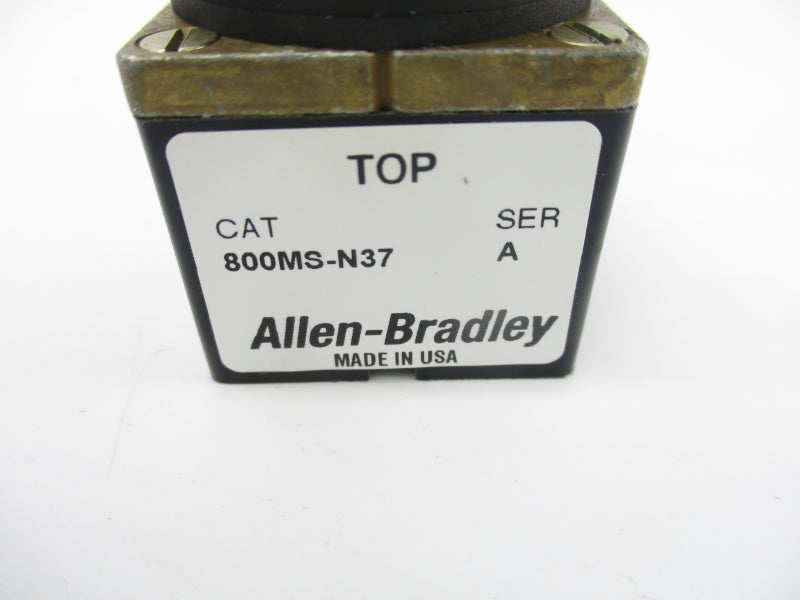 TOP
CAT SER
800MS-N37 A
Allen-Bradley
MADE IN USA